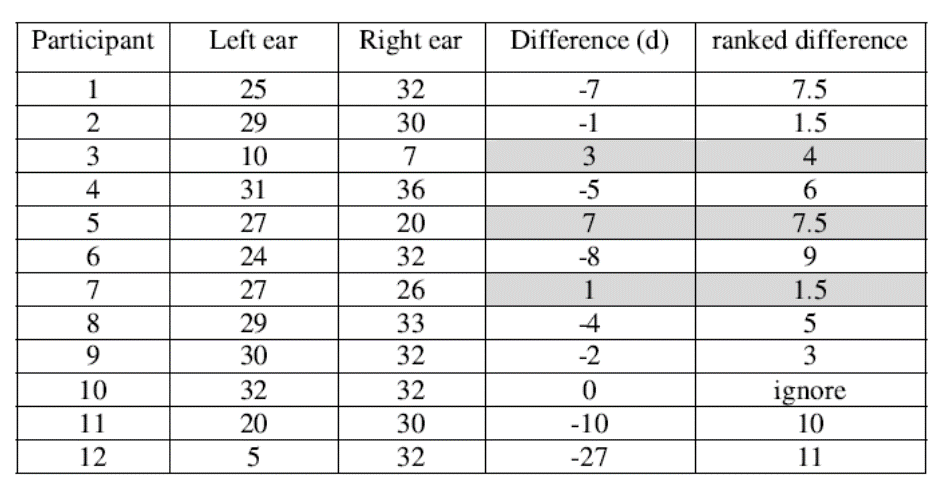 Participant Left ear Right ear Difference (d) ranked difference
1 25 32 -7 7.5
2 29 30 -1 1.5
3 10 7 3 4
4 31 36 -5 6
5 27 20 7 7.5
6 24 32 -8 9
7 27 26 1 1.5
8 29 33 -4 5
9 30 32 -2 3
10 32 32 0 ignore
11 20 30 -10 10
12 5 32 -27 11